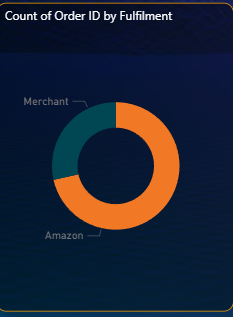 Count of Order ID by Fulfilment
Merchant
Amazon